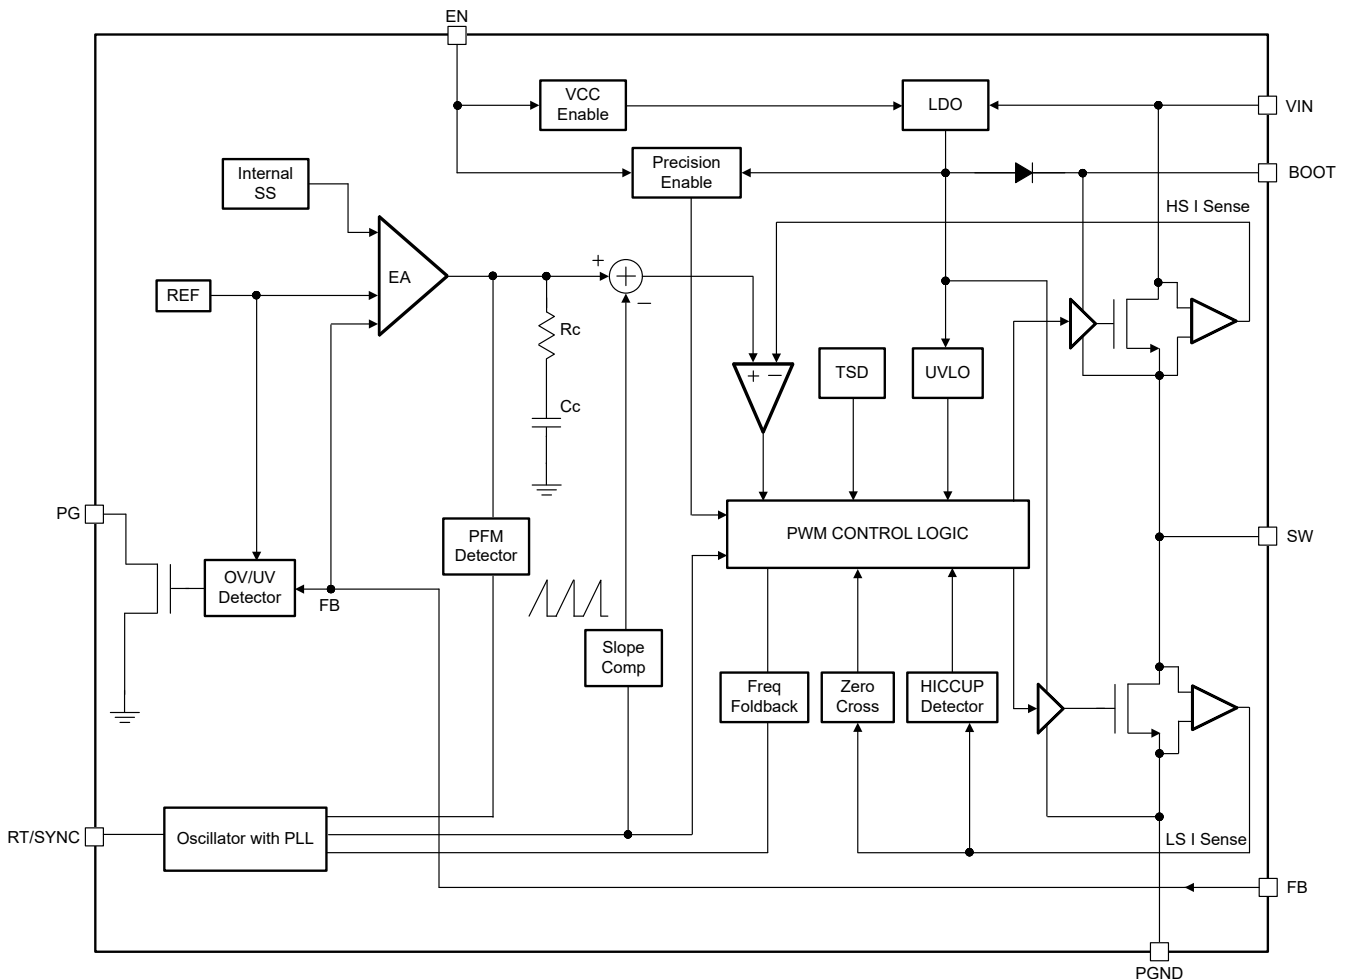 EN
VCC
Enable
LDO
VIN
Internal
SS
Precision
Enable
BOOT
HS I Sense
EA
+
+
−
REF
Rc
+ −
TSD
UVLO
Cc
PG
PFM
Detector
PWM CONTROL LOGIC
SW
OV/UV
Detector
FB
Slope
Comp
Freq
Foldback
Zero
Cross
HICCUP
Detector
RT/SYNC
Oscillator with PLL
LS I Sense
FB
PGND